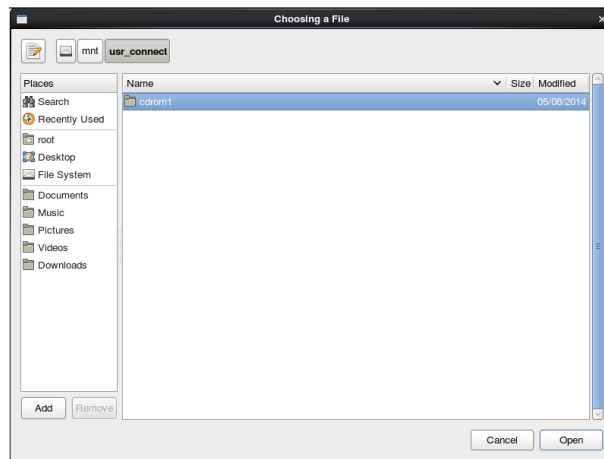 Choosing a File
mnt usr_connect
Places
Search
Recently Used
root
Desktop
File System
Documents
Music
Pictures
Videos
Downloads
Add Remove
Name Size Modified
cdrom1 05/08/2014
Cancel Open